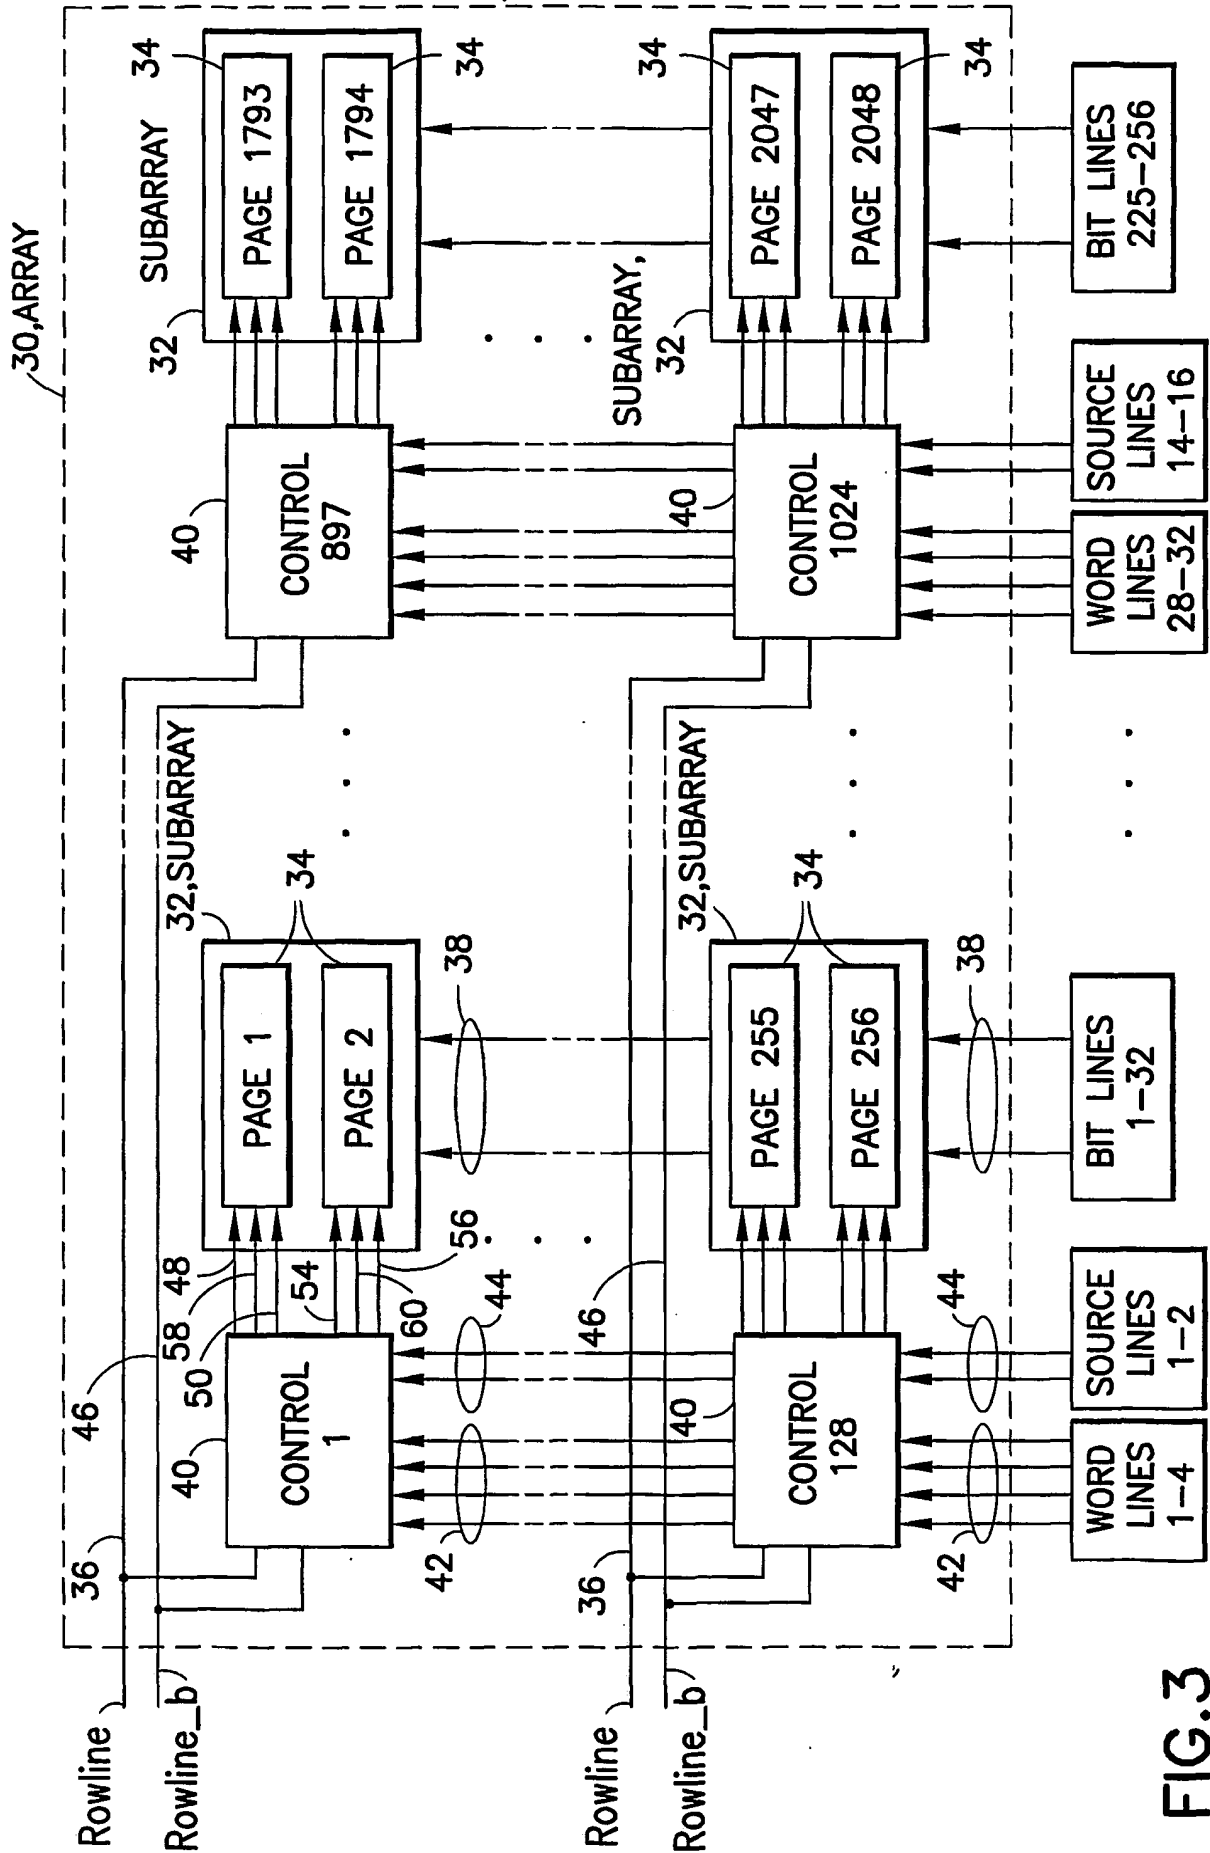 30,ARRAY
Rowline
Rowline_b
36
46
40
CONTROL
1
48
58
50
54
60
56
32,SUBARRAY
PAGE 1
PAGE 2
34
42
44
38
40
CONTROL
897
32
SUBARRAY
PAGE 1793
34
PAGE 1794
34
Rowline
Rowline_b
36
46
40
CONTROL
128
32,SUBARRAY
PAGE 255
PAGE 256
34
42
44
38
40
CONTROL
1024
32
SUBARRAY,
PAGE 2047
34
PAGE 2048
34
WORD
LINES
1-4
SOURCE
LINES
1-2
BIT LINES
1-32
WORD
LINES
28-32
SOURCE
LINES
14-16
BIT LINES
225-256
FIG.3